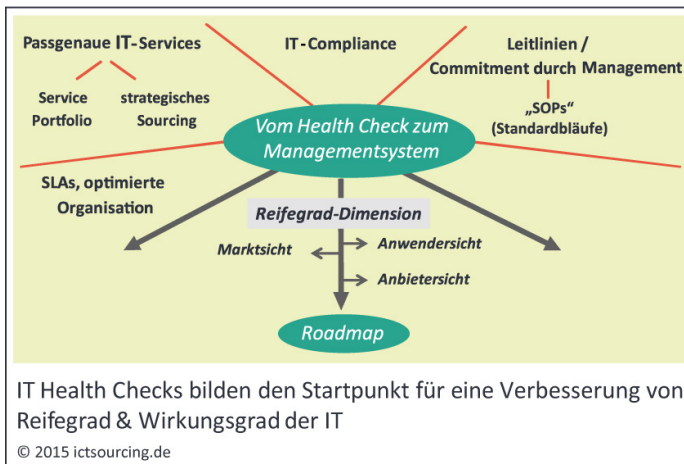 Passgenaue IT-Services
Service
Portfolio
strategisches
Sourcing
IT-Compliance
Leitlinien /
Commitment durch Management
„SOPs“
(Standardbläufe)
Vom Health Check zum
Managementsystem
SLAs, optimierte
Organisation
Reifegrad-Dimension
Marktsicht
Anwendersicht
Anbietersicht
Roadmap
IT Health Checks bilden den Startpunkt für eine Verbesserung von
Reifegrad & Wirkungsgrad der IT
© 2015 ictsourcing.de